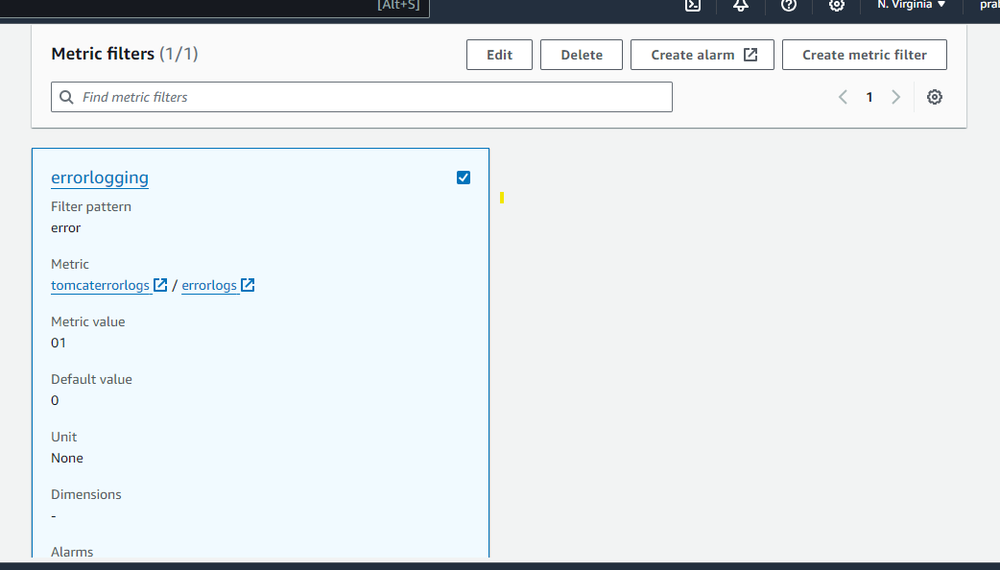 [Alt+S]
N. Virginia
Metric filters (1/1)
Edit
Delete
Create alarm
Create metric filter
Find metric filters
1
errorlogging
Filter pattern
error
Metric
tomcaterrorlogs / errorlogs
Metric value
01
Default value
0
Unit
None
Dimensions
-
Alarms